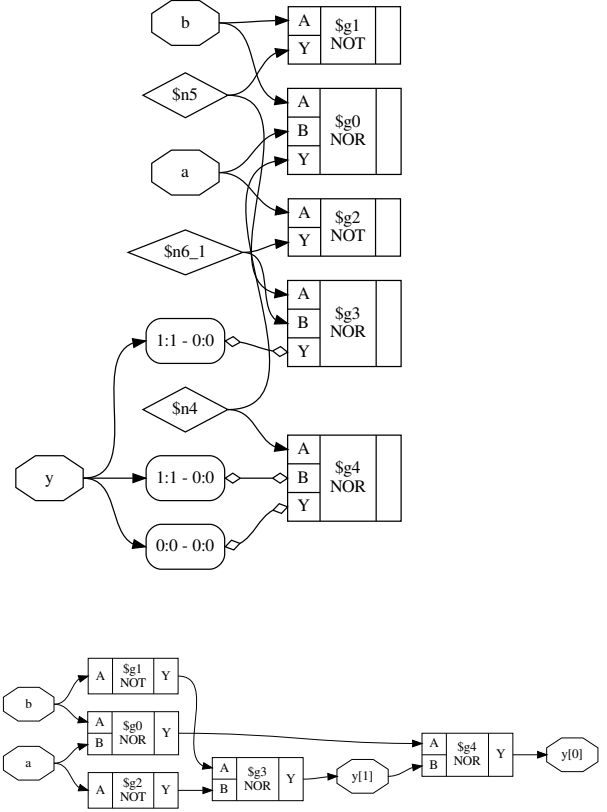 b
A
Y
$g1
NOT
$n5
A
B
Y
$g0
NOR
a
A
Y
$g2
NOT
$n6_1
A
B
Y
$g3
NOR
1:1 - 0:0
$n4
A
B
Y
$g4
NOR
y
1:1 - 0:0
0:0 - 0:0
b
A
$g1
NOT
Y
A
B
$g0
NOR
Y
a
A
$g2
NOT
Y
A
B
$g3
NOR
Y
y[1]
A
B
$g4
NOR
Y
y[0]